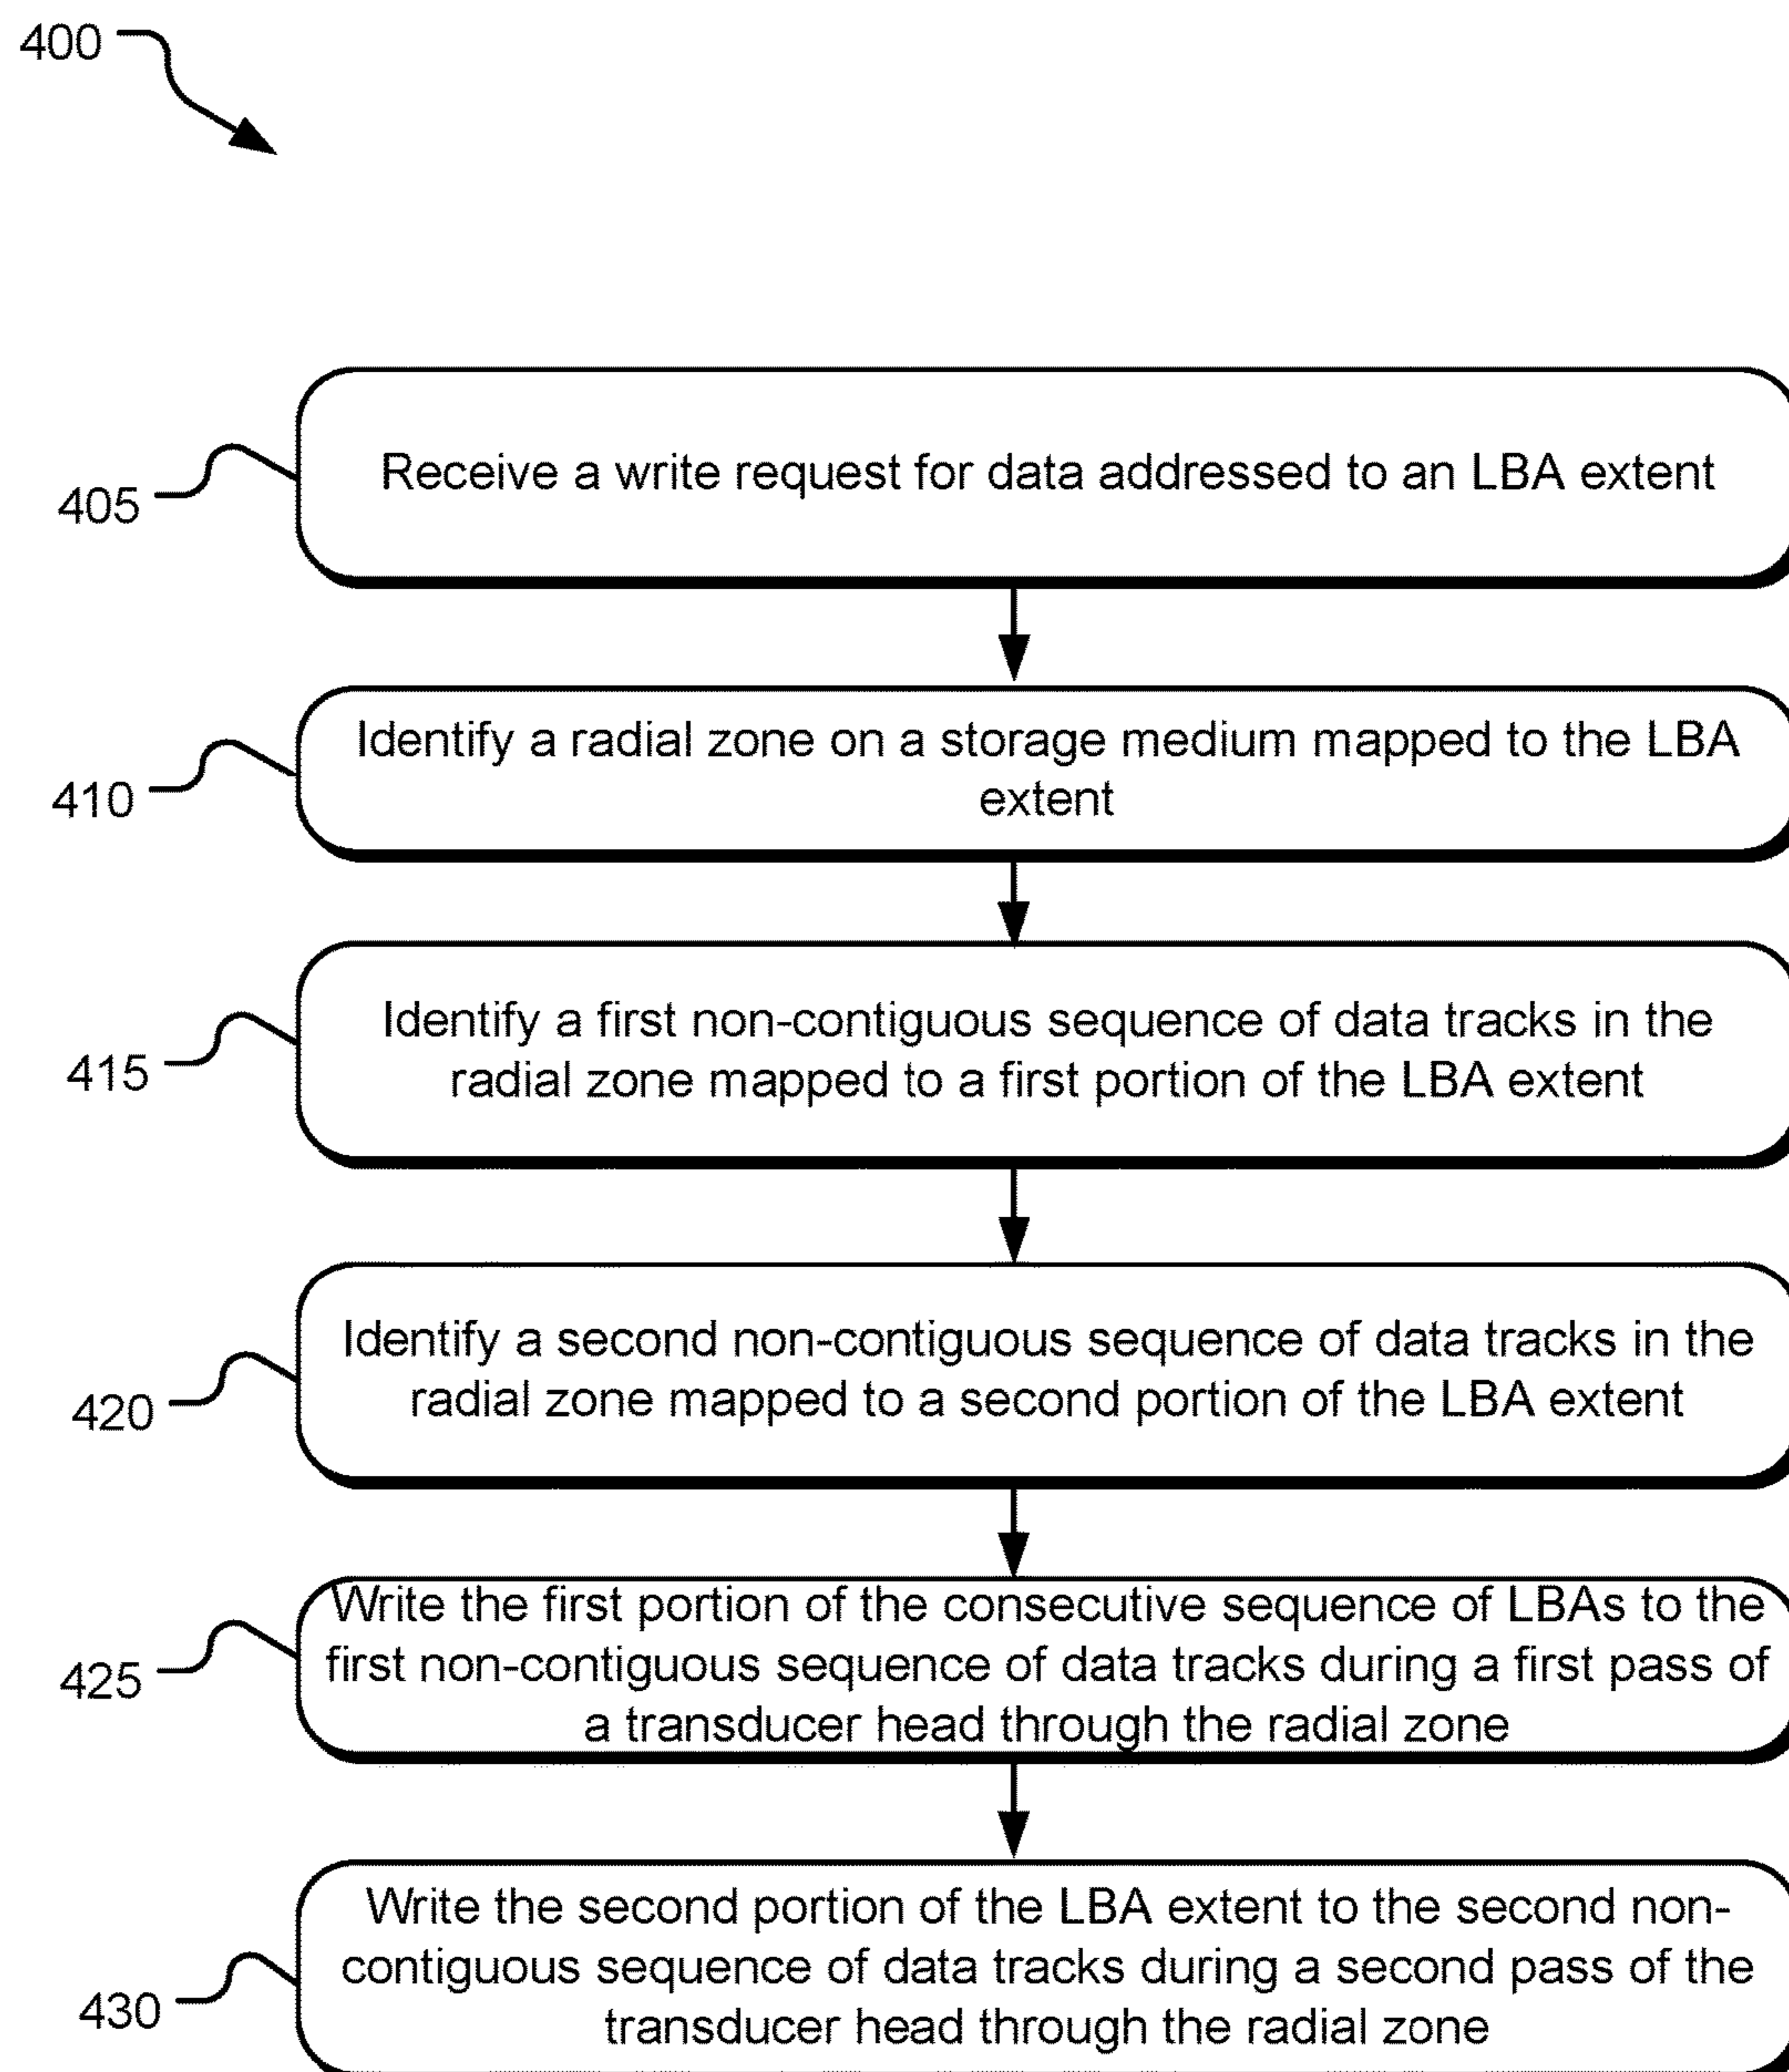 400
Receive a write request for data addressed to an LBA extent
405
Identify a radial zone on a storage medium mapped to the LBA
extent
410
Identify a first non-contiguous sequence of data tracks in the
radial zone mapped to a first portion of the LBA extent
415
Identify a second non-contiguous sequence of data tracks in the
radial zone mapped to a second portion of the LBA extent
420
Write the first portion of the consecutive sequence of LBAs to the
first non-contiguous sequence of data tracks during a first pass of
a transducer head through the radial zone
425
Write the second portion of the LBA extent to the second non-
contiguous sequence of data tracks during a second pass of the
transducer head through the radial zone
430